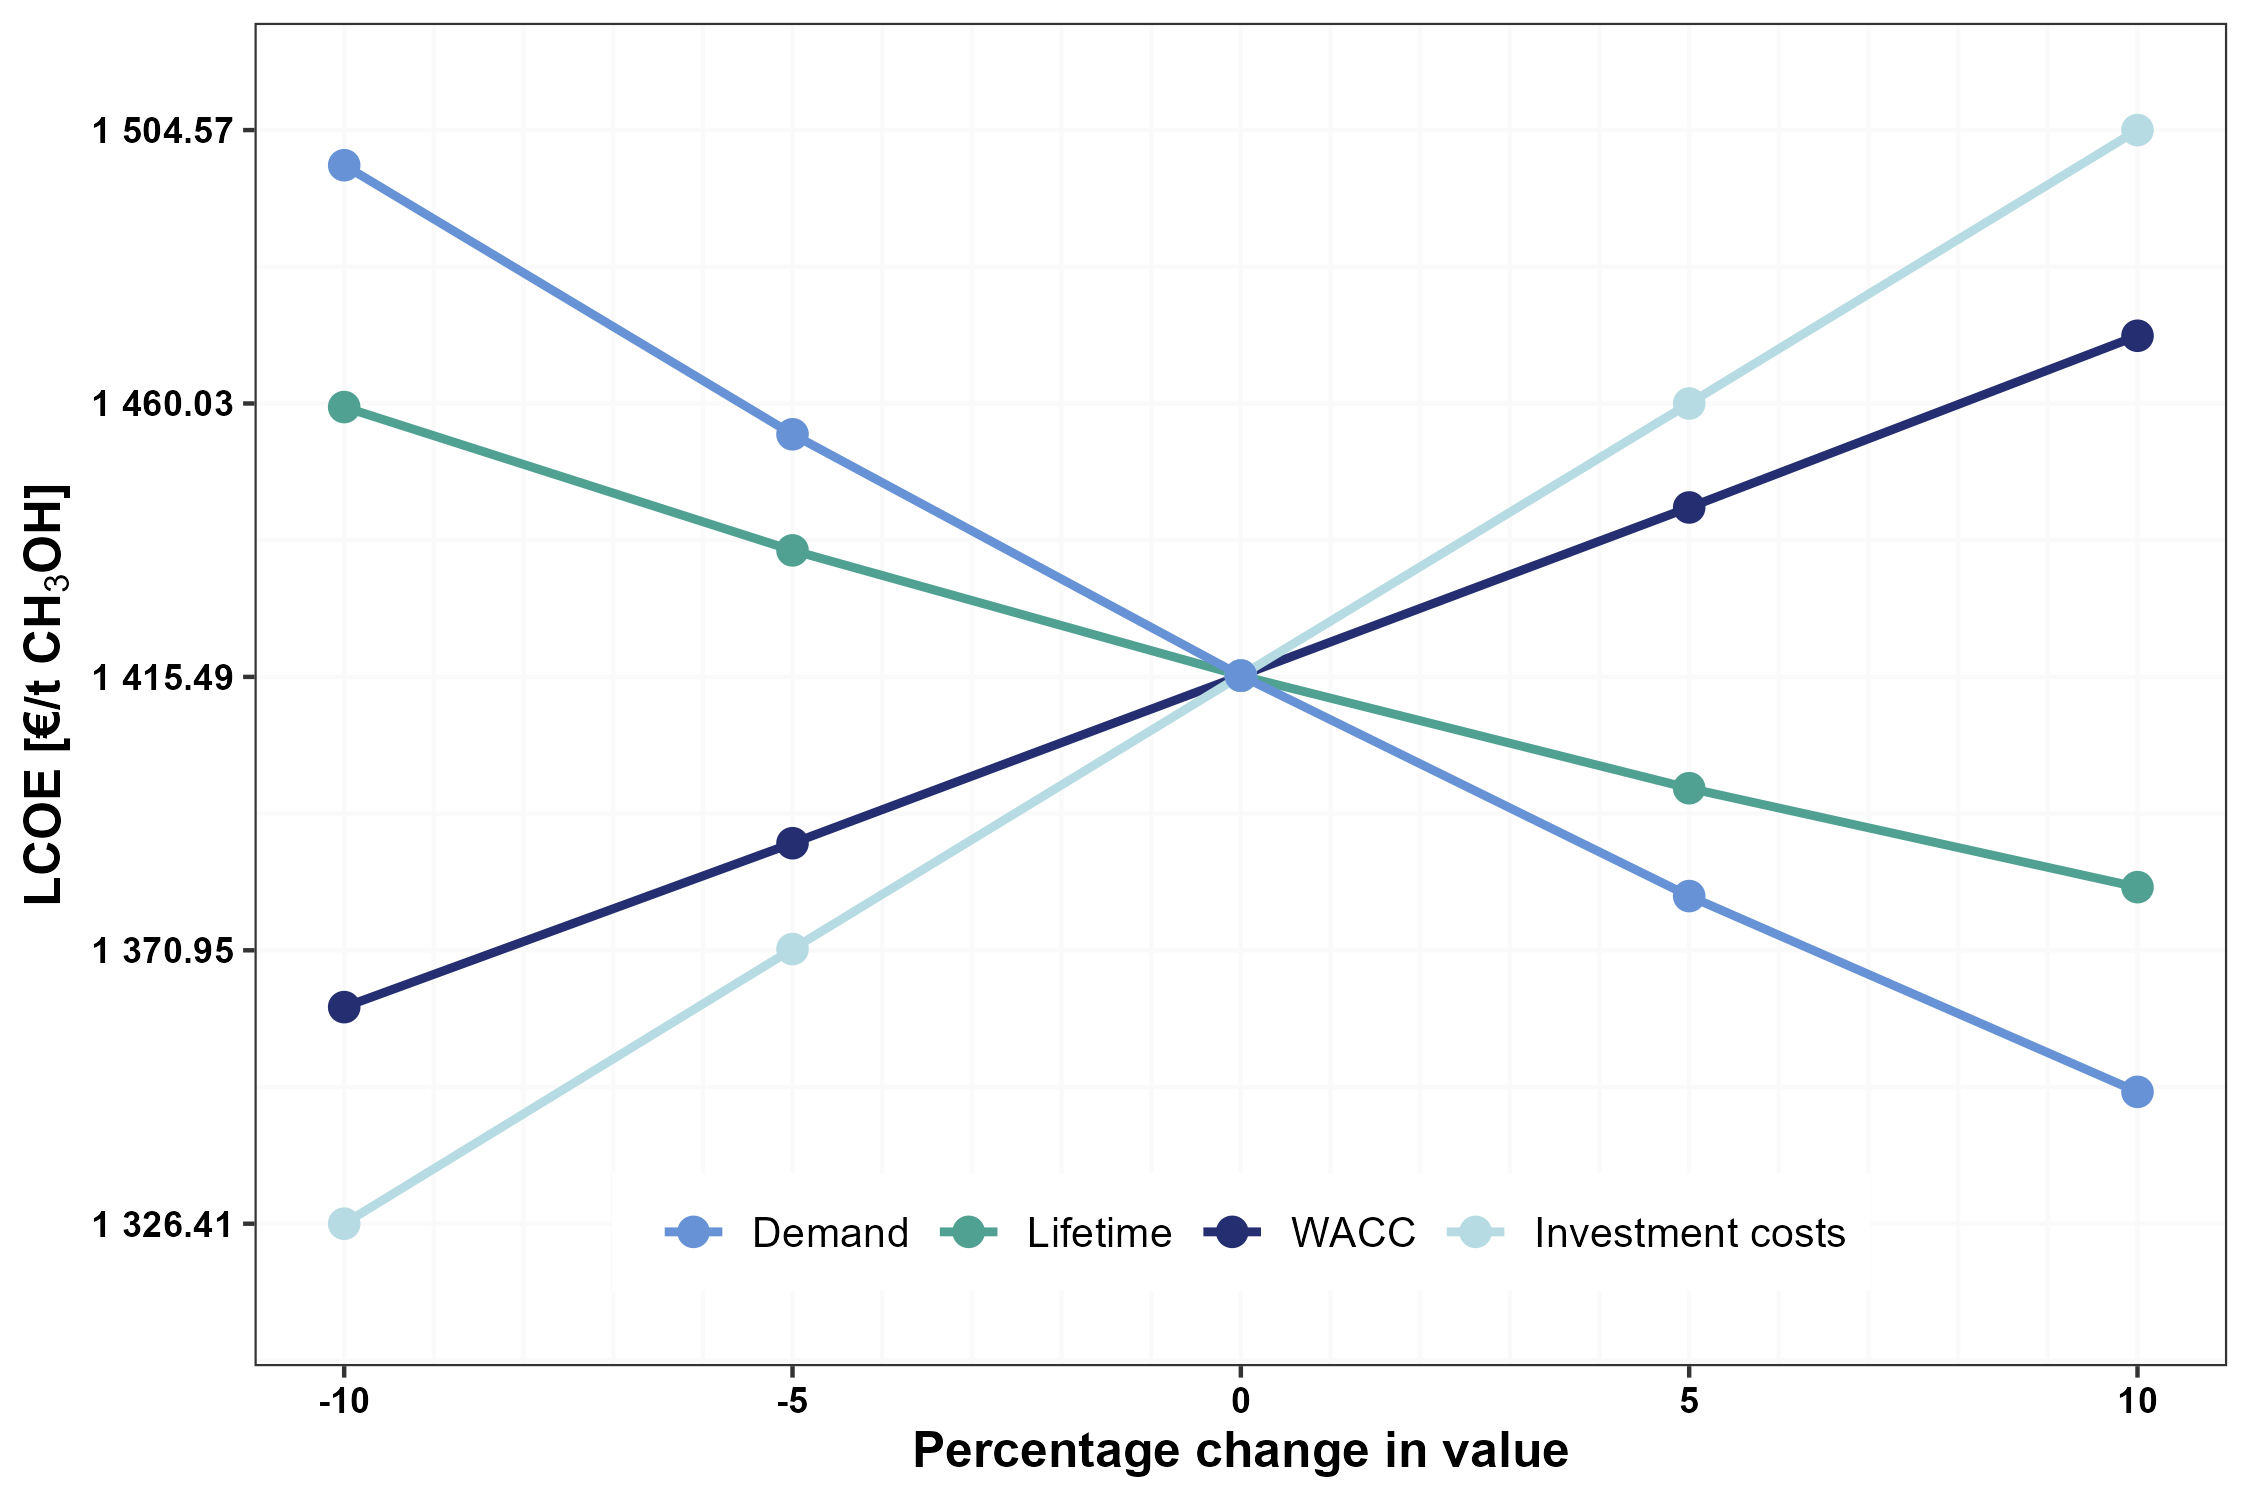 LCOE [€/t CH₃OH]
1 504.57
1 460.03
1 415.49
1 370.95
1 326.41
Demand Lifetime WACC Investment costs
-10 -5 0 5 10
Percentage change in value